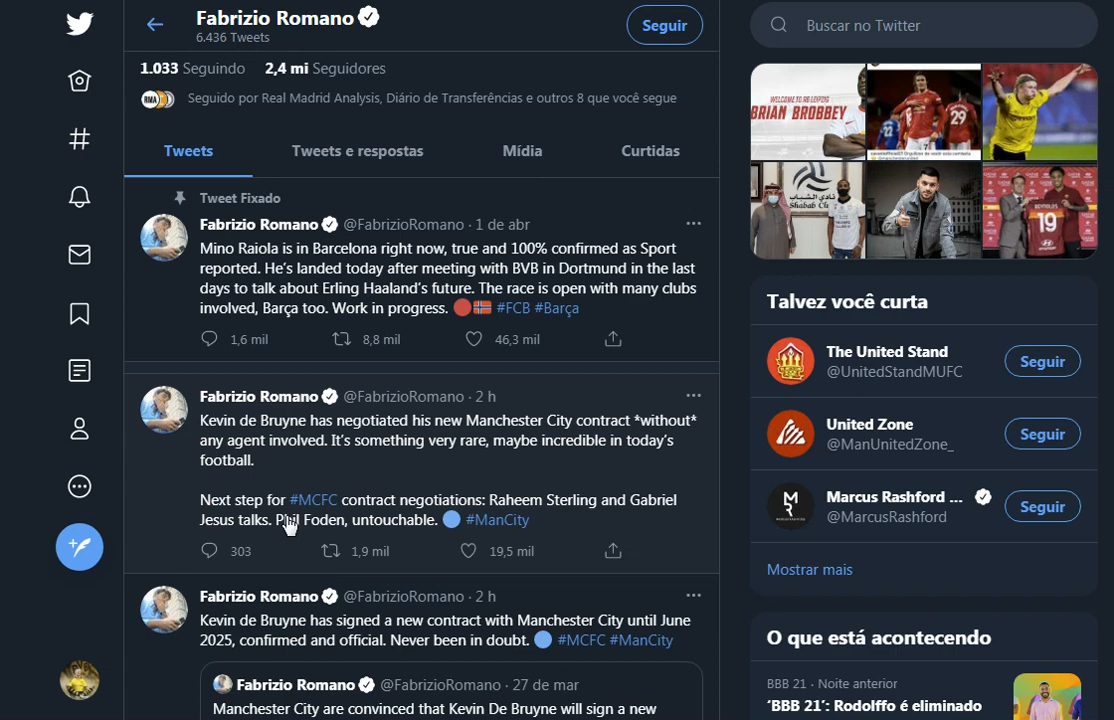 Fabrizio Romano
6.436 Tweets
Seguir
1.033 Seguindo 2,4 mi Seguidores
RMA
Seguido por Real Madrid Analysis, Diário de Transferências e outros 8 que você segue
Tweets
Tweets e respostas
Mídia
Curtidas
Tweet Fixado
Fabrizio Romano @FabrizioRomano · 1 de abr
Mino Raiola is in Barcelona right now, true and 100% confirmed as Sport
reported. He's landed today after meeting with BVB in Dortmund in the last
days to talk about Erling Haaland's future. The race is open with many clubs
involved, Barça too. Work in progress. 🔴🇳🇴 #FCB #Barça
1,6 mil 8,8 mil 46,3 mil
Fabrizio Romano @FabrizioRomano · 2 h
Kevin de Bruyne has negotiated his new Manchester City contract *without*
any agent involved. It's something very rare, maybe incredible in today's
football.
Next step for #MCFC contract negotiations: Raheem Sterling and Gabriel
Jesus talks. Phil Foden, untouchable. 🔵 #ManCity
303 1,9 mil 19,5 mil
Fabrizio Romano @FabrizioRomano · 2 h
Kevin de Bruyne has signed a new contract with Manchester City until June
2025, confirmed and official. Never been in doubt. 🔵 #MCFC #ManCity
Fabrizio Romano @FabrizioRomano · 27 de mar
Manchester City are convinced that Kevin De Bruyne will sign a new
Buscar no Twitter
BRIAN BROBBEY
29
19
Talvez você curta
The United Stand
@UnitedStandMUFC
Seguir
United Zone
@ManUnitedZone_
Seguir
Marcus Rashford ...
@MarcusRashford
Seguir
Mostrar mais
O que está acontecendo
BBB 21 · Noite anterior
'BBB 21': Rodolffo é eliminado